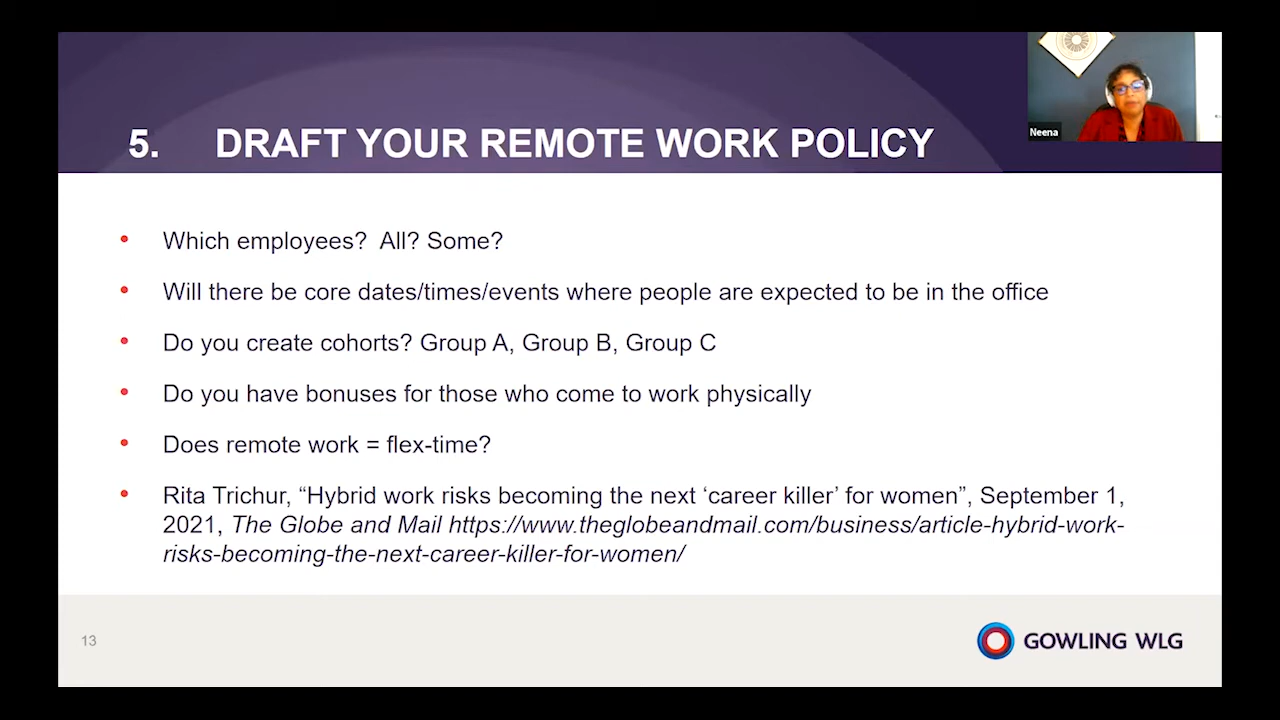 5. DRAFT YOUR REMOTE WORK POLICY
Neena
• Which employees?  All? Some?
• Will there be core dates/times/events where people are expected to be in the office
• Do you create cohorts? Group A, Group B, Group C
• Do you have bonuses for those who come to work physically
• Does remote work = flex-time?
• Rita Trichur, “Hybrid work risks becoming the next ‘career killer’ for women”, September 1,
2021, The Globe and Mail https://www.theglobeandmail.com/business/article-hybrid-work-
risks-becoming-the-next-career-killer-for-women/
13
GOWLING WLG